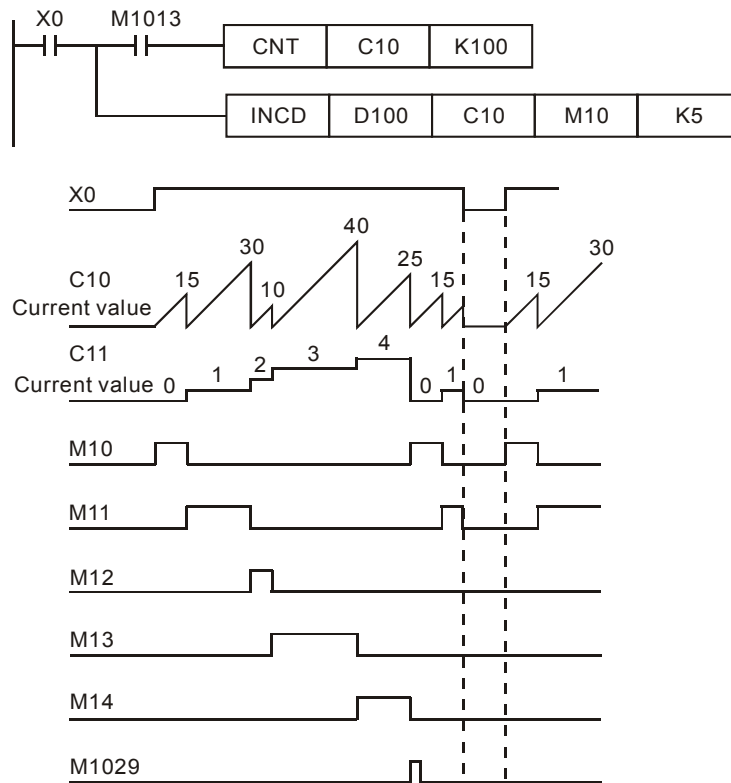 X0 M1013
CNT C10 K100
INCD D100 C10 M10 K5
X0
40
30 30
25
C10 15 10 15 15
Current value
C11 4
3
2
1 1 1
Current value 0 0 0
M10
M11
M12
M13
M14
M1029